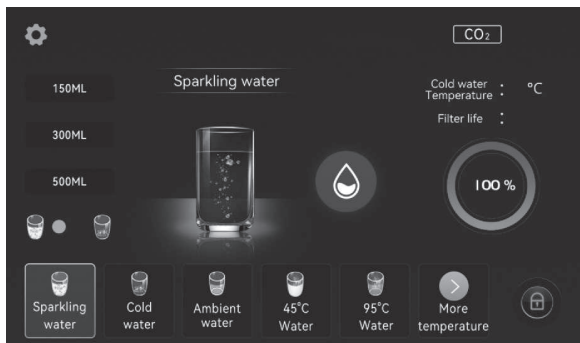 CO₂
Sparkling water
150ML
300ML
500ML
Cold water
Temperature : °C
Filter life :
100 %
Sparkling
water
Cold
water
Ambient
water
45°C
Water
95°C
Water
More
temperature